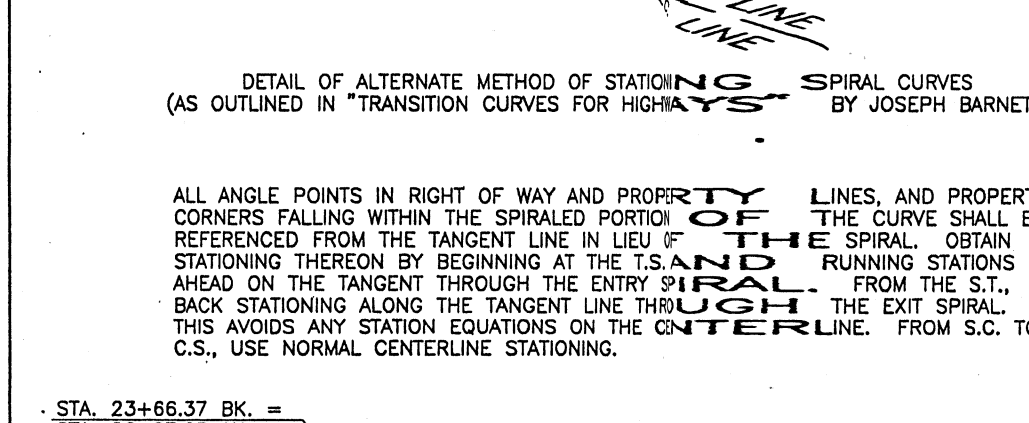 LINE
LINE
DETAIL OF ALTERNATE METHOD OF STATIONING SPIRAL CURVES
(AS OUTLINED IN "TRANSITION CURVES FOR HIGHWAYS" BY JOSEPH BARNET
ALL ANGLE POINTS IN RIGHT OF WAY AND PROPERTY LINES, AND PROPERT
CORNERS FALLING WITHIN THE SPIRALED PORTION OF THE CURVE SHALL B
REFERENCED FROM THE TANGENT LINE IN LIEU OF THE SPIRAL. OBTAIN
STATIONING THEREON BY BEGINNING AT THE T.S. AND RUNNING STATIONS
AHEAD ON THE TANGENT THROUGH THE ENTRY SPIRAL. FROM THE S.T.,
BACK STATIONING ALONG THE TANGENT LINE THROUGH THE EXIT SPIRAL.
THIS AVOIDS ANY STATION EQUATIONS ON THE CENTERLINE. FROM S.C. TO
C.S., USE NORMAL CENTERLINE STATIONING.
STA. 23+66.37 BK. =